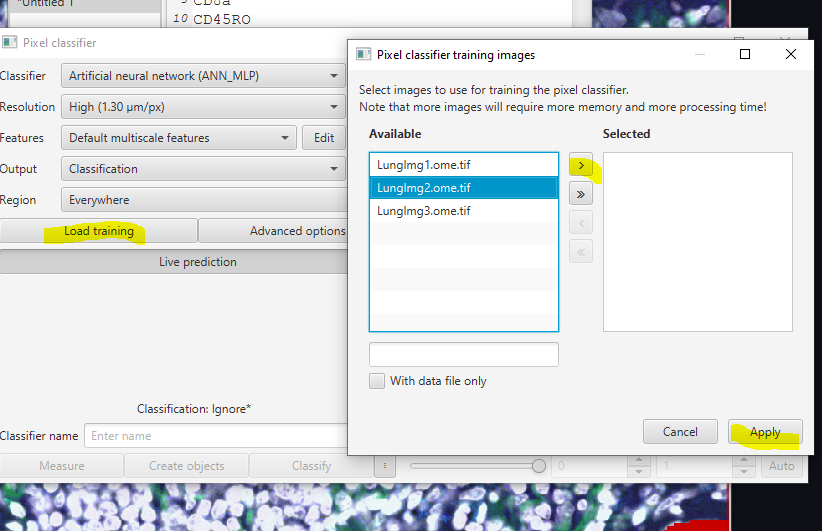 *Untitled 1
9 CD8a
10 CD45RO
Pixel classifier
Classifier Artificial neural network (ANN_MLP)
Resolution High (1.30 µm/px)
Features Default multiscale features Edit
Output Classification
Region Everywhere
Load training Advanced options
Live prediction
Classification: Ignore*
Classifier name Enter name
Measure Create objects Classify 0 1 Auto
Pixel classifier training images
Select images to use for training the pixel classifier.
Note that more images will require more memory and more processing time!
Available Selected
LungImg1.ome.tif >
LungImg2.ome.tif »
LungImg3.ome.tif <
«
With data file only
Cancel Apply